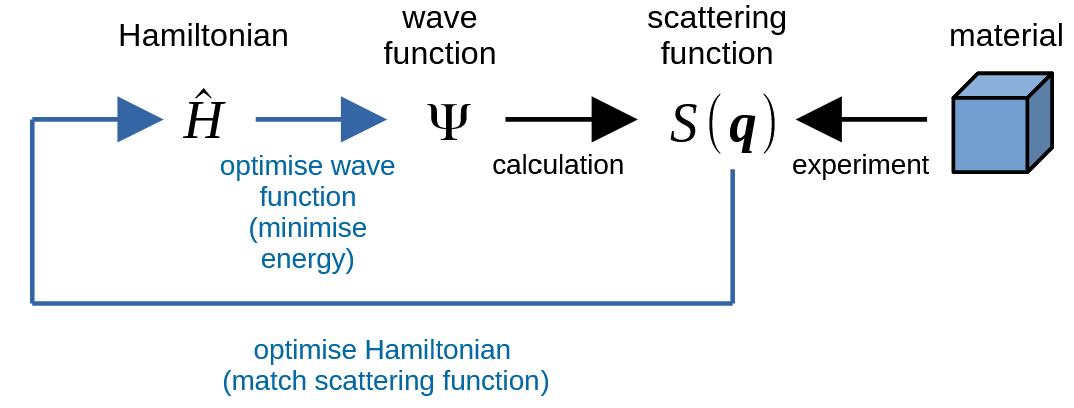 Hamiltonian
wave
function
scattering
function
material
Ĥ
Ψ
S(q)
optimise wave
function
(minimise
energy)
calculation
experiment
optimise Hamiltonian
(match scattering function)